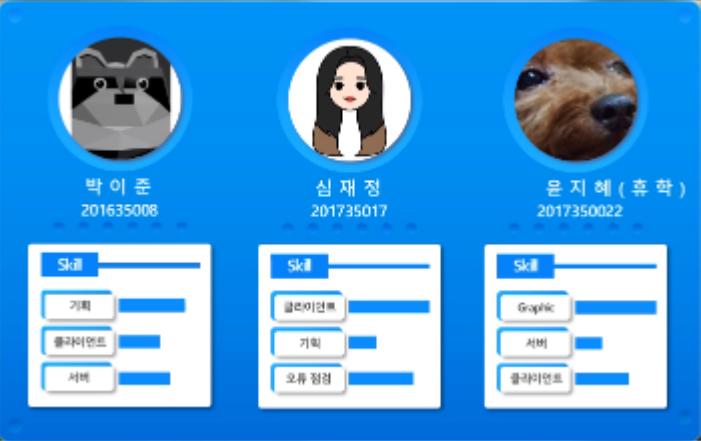 박이준
201635008
심재정
201735017
윤지혜(휴학)
2017350022
Skill
기획
클라이언트
서버
Skill
클라이언트
기획
오류 점검
Skill
Graphic
서버
클라이언트